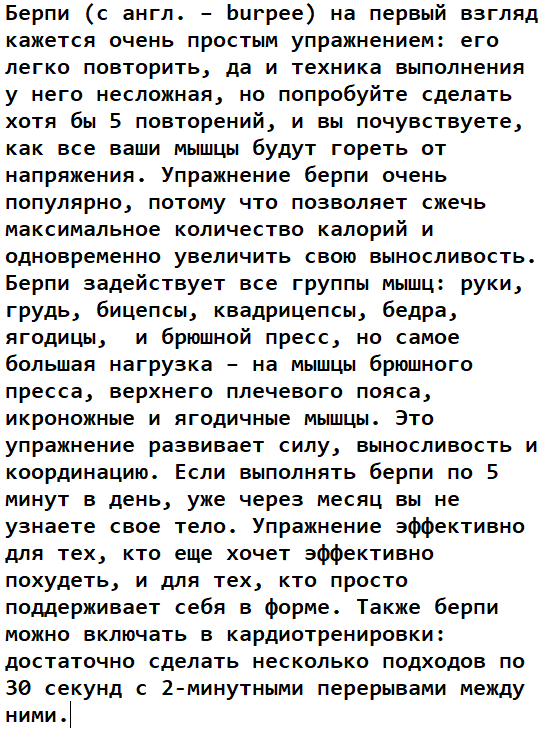 Берпи (с англ. – burpee) на первый взгляд
кажется очень простым упражнением: его
легко повторить, да и техника выполнения
у него несложная, но попробуйте сделать
хотя бы 5 повторений, и вы почувствуете,
как все ваши мышцы будут гореть от
напряжения. Упражнение берпи очень
популярно, потому что позволяет сжечь
максимальное количество калорий и
одновременно увеличить свою выносливость.
Берпи задействует все группы мышц: руки,
грудь, бицепсы, квадрицепсы, бедра,
ягодицы,  и брюшной пресс, но самое
большая нагрузка – на мышцы брюшного
пресса, верхнего плечевого пояса,
икроножные и ягодичные мышцы. Это
упражнение развивает силу, выносливость и
координацию. Если выполнять берпи по 5
минут в день, уже через месяц вы не
узнаете свое тело. Упражнение эффективно
для тех, кто еще хочет эффективно
похудеть, и для тех, кто просто
поддерживает себя в форме. Также берпи
можно включать в кардиотренировки:
достаточно сделать несколько подходов по
30 секунд с 2-минутными перерывами между
ними.